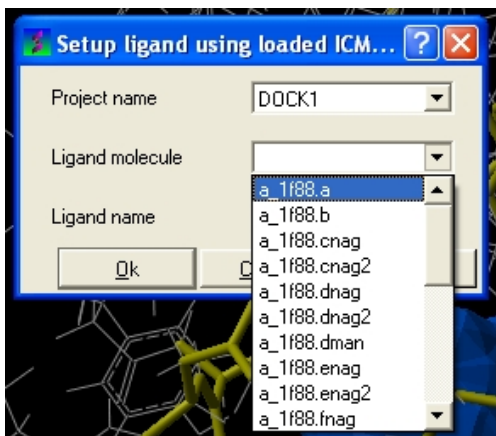 Setup ligand using loaded ICM...
Project name DOCK1
Ligand molecule
a_1f88.a
a_1f88.b
Ligand name
a_1f88.cnag
a_1f88.cnag2
Ok
a_1f88.dnag
a_1f88.dnag2
a_1f88.dman
a_1f88.enag
a_1f88.enag2
a_1f88.fnag